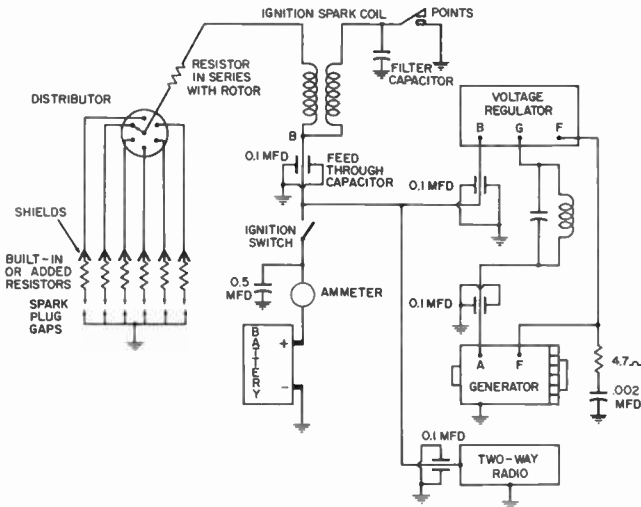 IGNITION SPARK COIL
POINTS
RESISTOR
IN SERIES
WITH ROTOR
FILTER
CAPACITOR
DISTRIBUTOR
VOLTAGE
REGULATOR
B G F
B
0.1 MFD
FEED
THROUGH
CAPACITOR
0.1 MFD
SHIELDS
IGNITION
SWITCH
BUILT-IN
OR ADDED
RESISTORS
0.5
MFD
AMMETER
0.1 MFD
SPARK
PLUG
GAPS
BATTERY
+
-
A F
GENERATOR
4.7Ω
.002
MFD
0.1 MFD
TWO-WAY
RADIO